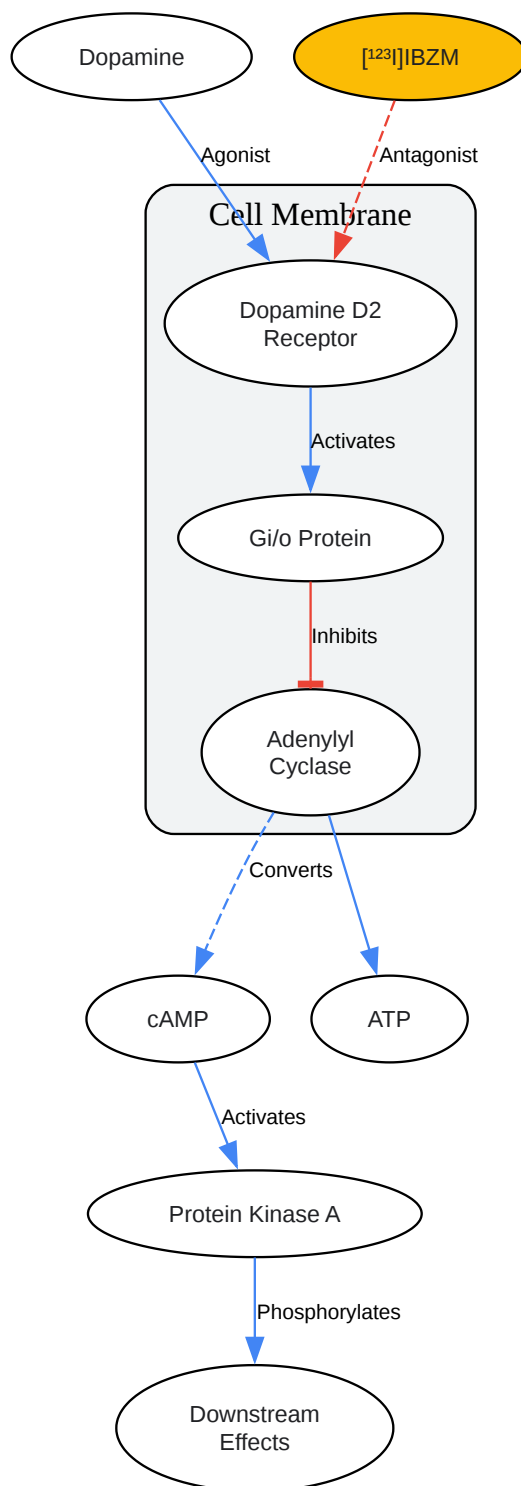 Dopamine
[¹²³I]IBZM
Agonist
Antagonist
Cell Membrane
Dopamine D2
Receptor
Activates
Gi/o Protein
Inhibits
Adenylyl
Cyclase
Converts
cAMP
ATP
Activates
Protein Kinase A
Phosphorylates
Downstream
Effects